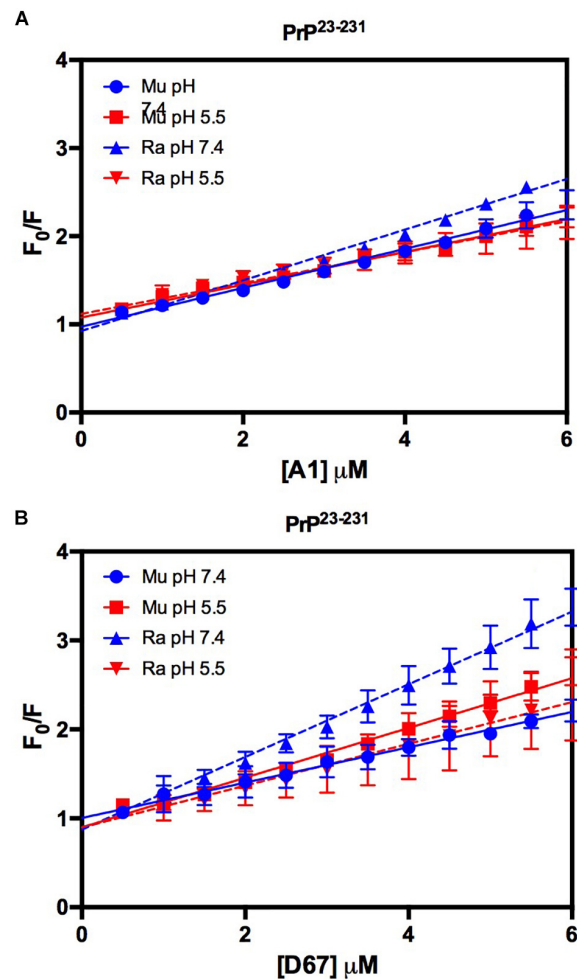 A
PrP23-231
4
3
2
1
0
F0/F
Mu pH
7.4
Mu pH 5.5
Ra pH 7.4
Ra pH 5.5
0 2 4 6
[A1] μM
B
PrP23-231
4
3
2
1
0
F0/F
Mu pH 7.4
Mu pH 5.5
Ra pH 7.4
Ra pH 5.5
0 2 4 6
[D67] μM